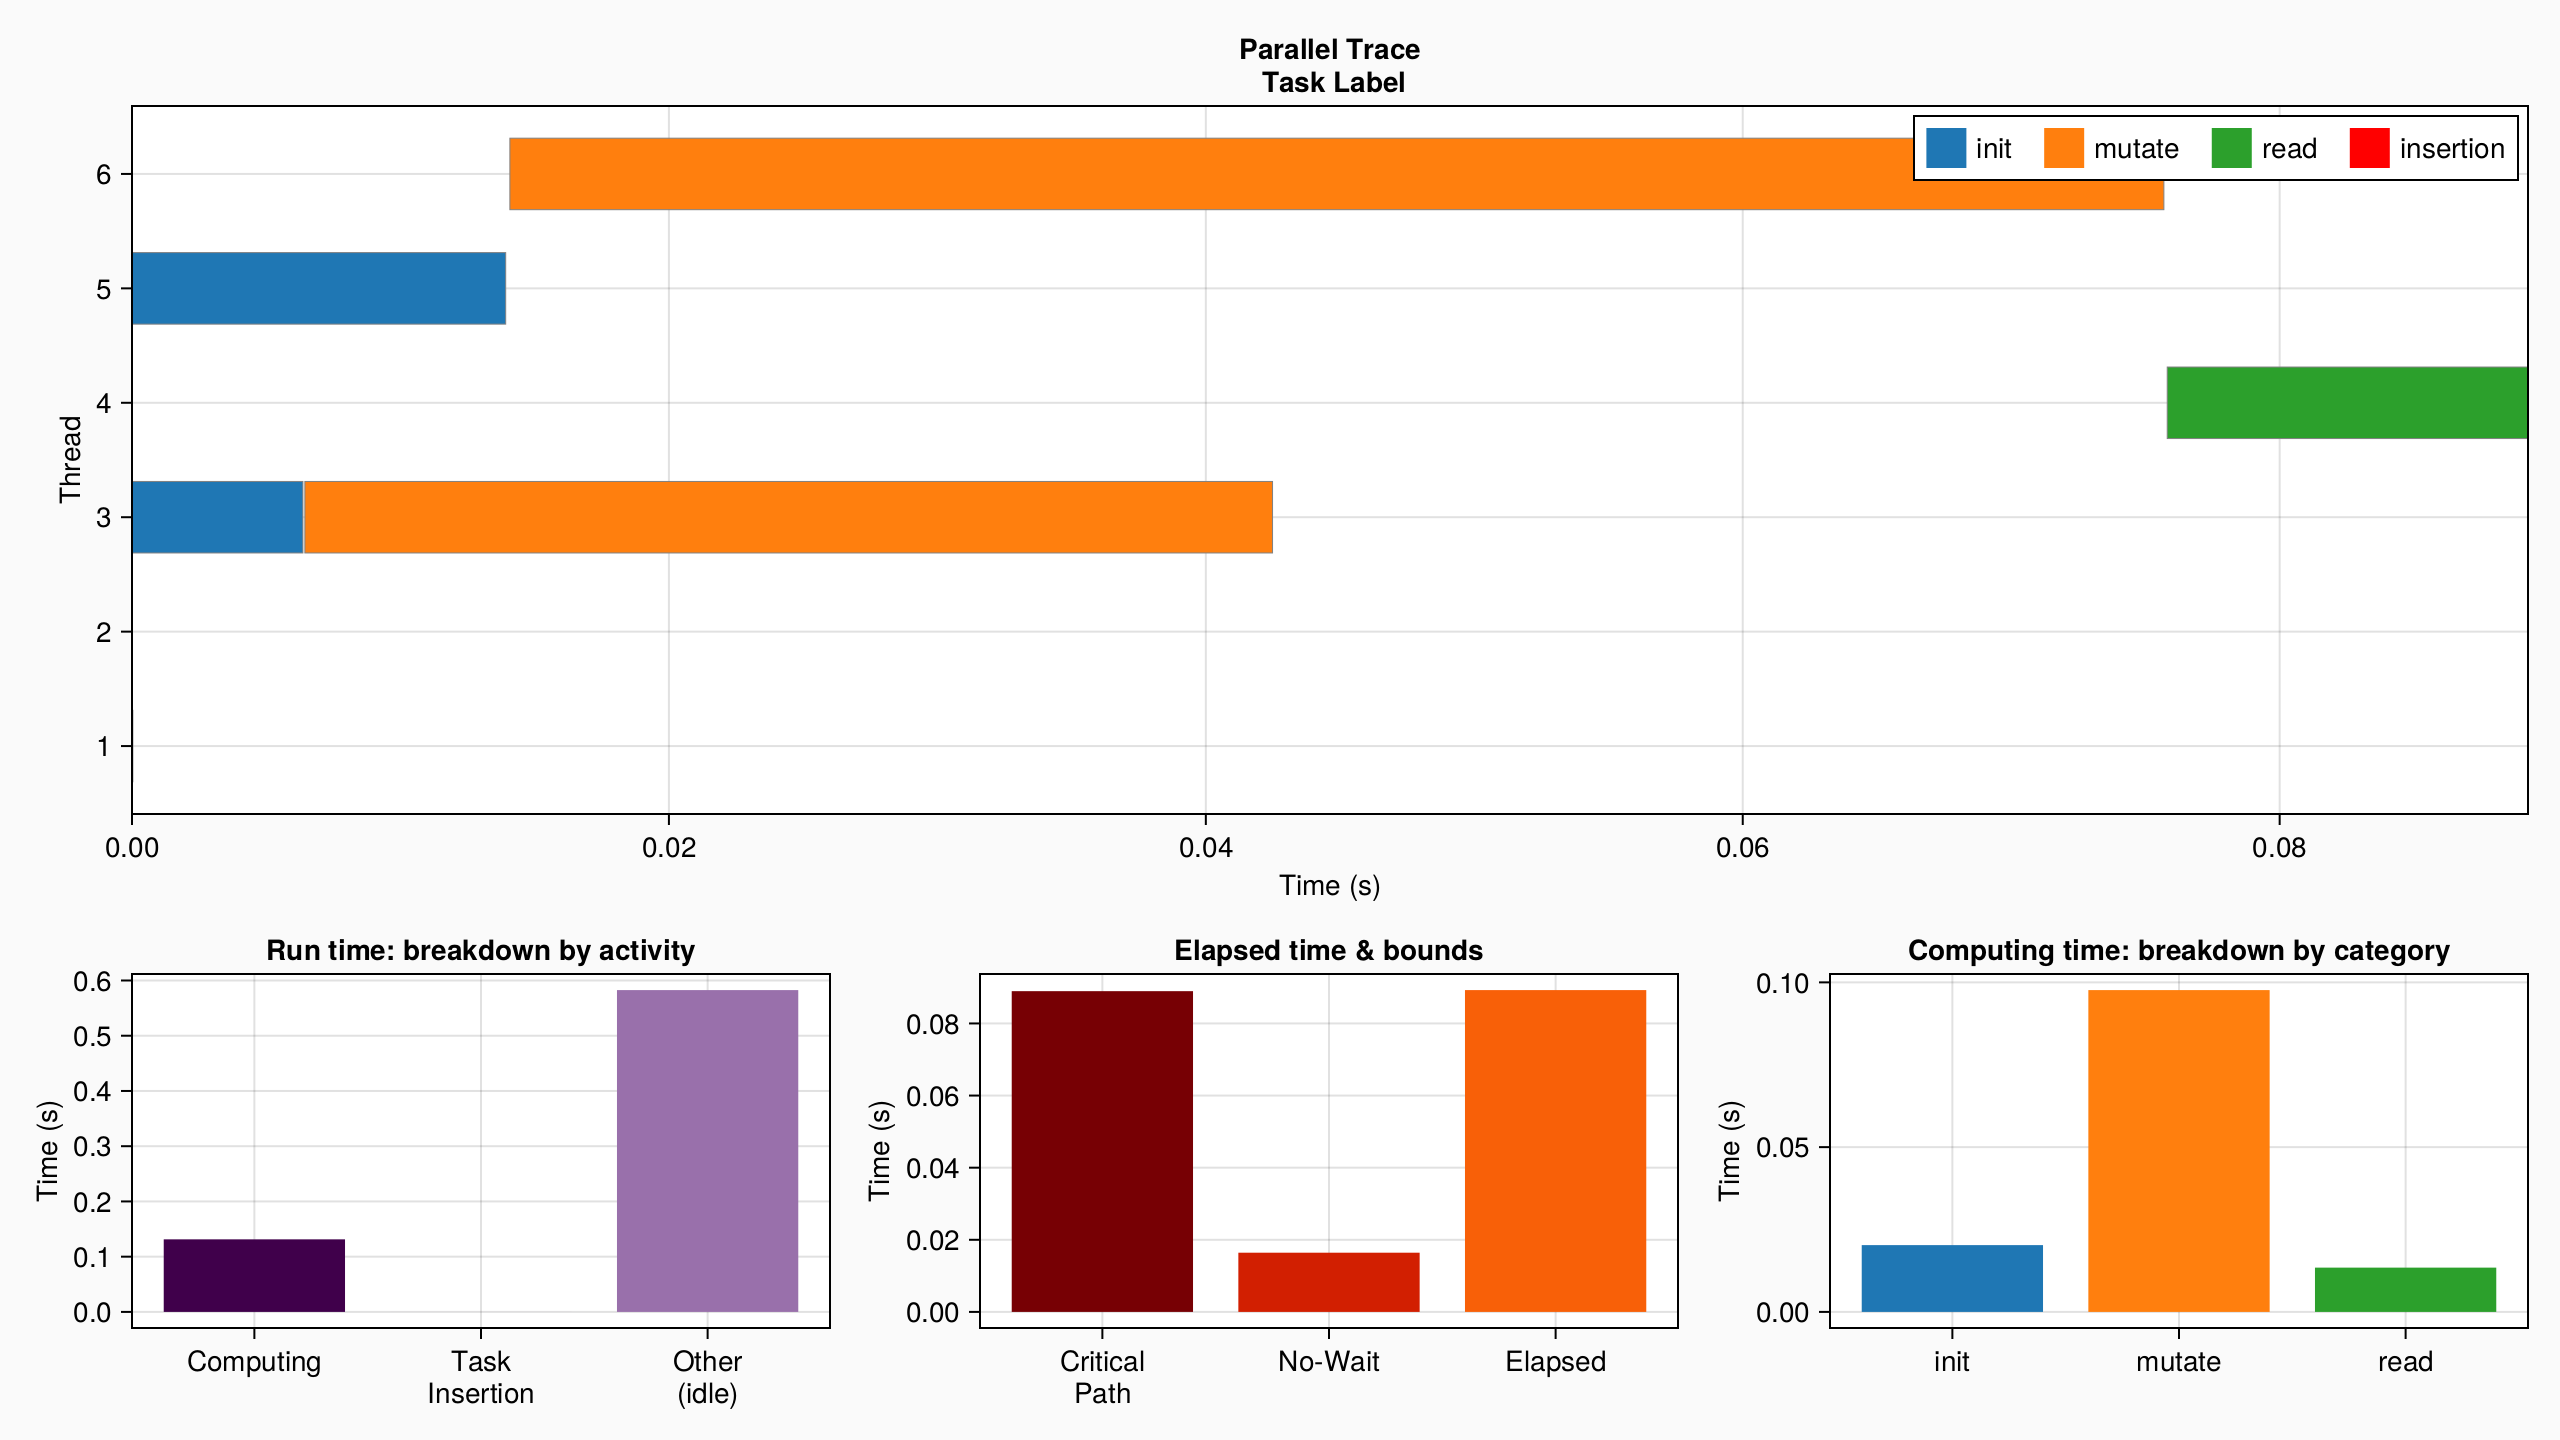 Parallel Trace
Task Label
init mutate read insertion
Thread
6
5
4
3
2
1
0.00 0.02 0.04 0.06 0.08
Time (s)
Run time: breakdown by activity
Time (s)
0.6
0.5
0.4
0.3
0.2
0.1
0.0
Computing Task Other
Insertion (idle)
Elapsed time & bounds
Time (s)
0.08
0.06
0.04
0.02
0.00
Critical No-Wait Elapsed
Path
Computing time: breakdown by category
Time (s)
0.10
0.05
0.00
init mutate read